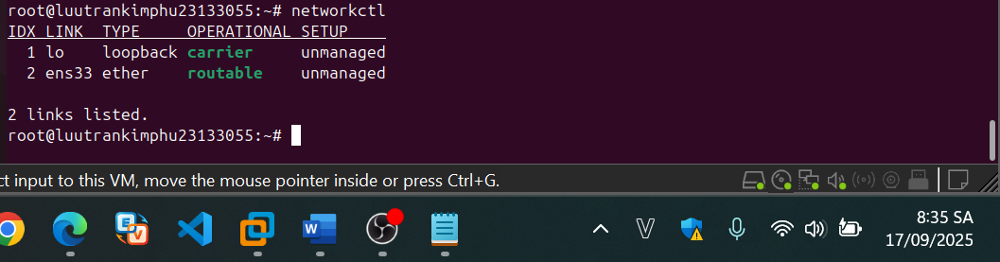 root@luutrankimphu23133055:~# networkctl
IDX LINK  TYPE     OPERATIONAL SETUP
  1 lo    loopback carrier     unmanaged
  2 ens33 ether    routable    unmanaged
2 links listed.
root@luutrankimphu23133055:~#
ct input to this VM, move the mouse pointer inside or press Ctrl+G.
8:35 SA
17/09/2025